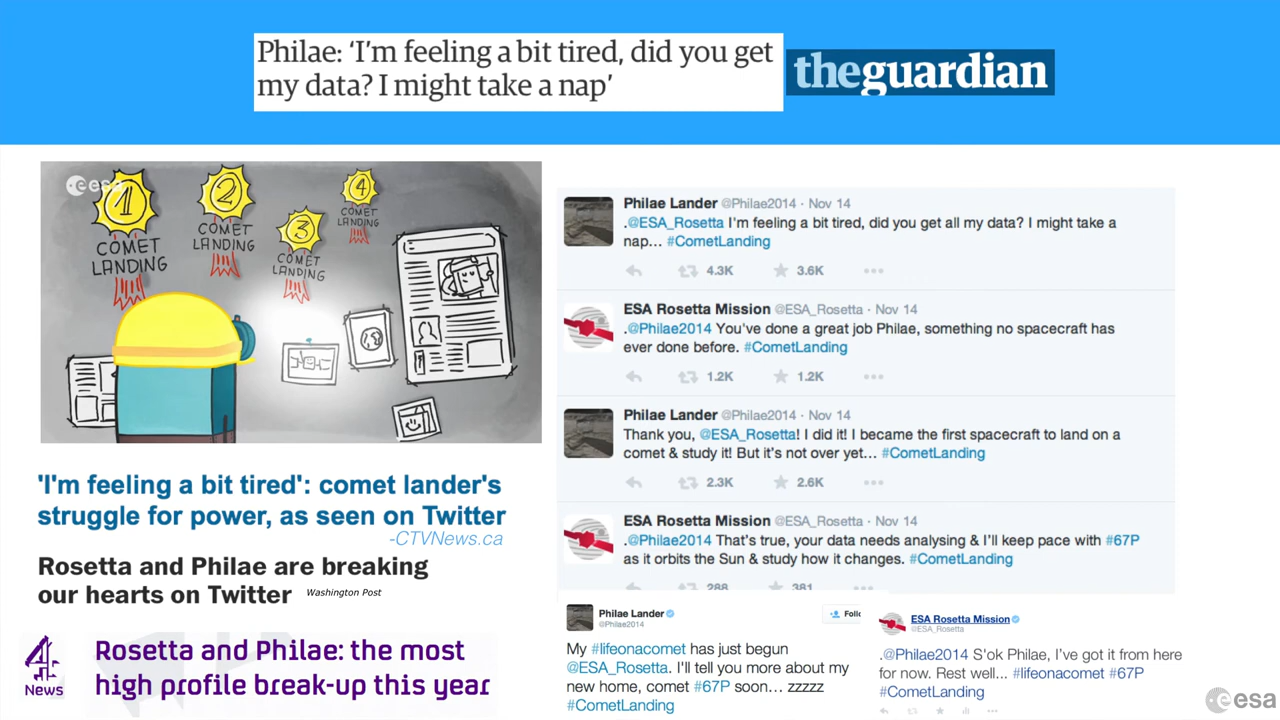 Philae: ‘I’m feeling a bit tired, did you get
my data? I might take a nap’
theguardian
esa
1
COMET
LANDING
2
COMET
LANDING
3
COMET
LANDING
4
COMET
LANDING
'I'm feeling a bit tired': comet lander's
struggle for power, as seen on Twitter
-CTVNews.ca
Rosetta and Philae are breaking
our hearts on Twitter Washington Post
4
News
Rosetta and Philae: the most
high profile break-up this year
Philae Lander @Philae2014 · Nov 14
.@ESA_Rosetta I'm feeling a bit tired, did you get all my data? I might take a
nap… #CometLanding
4.3K 3.6K
ESA Rosetta Mission @ESA_Rosetta · Nov 14
.@Philae2014 You've done a great job Philae, something no spacecraft has
ever done before. #CometLanding
1.2K 1.2K
Philae Lander @Philae2014 · Nov 14
Thank you, @ESA_Rosetta! I did it! I became the first spacecraft to land on a
comet & study it! But it’s not over yet… #CometLanding
2.3K 2.6K
ESA Rosetta Mission @ESA_Rosetta · Nov 14
.@Philae2014 That's true, your data needs analysing & I’ll keep pace with #67P
as it orbits the Sun & study how it changes. #CometLanding
288 381
Philae Lander
@Philae2014
Follo
My #lifeonacomet has just begun
@ESA_Rosetta. I'll tell you more about my
new home, comet #67P soon… zzzzz
#CometLanding
ESA Rosetta Mission
@ESA_Rosetta
.@Philae2014 S'ok Philae, I’ve got it from here
for now. Rest well... #lifeonacomet #67P
#CometLanding
esa